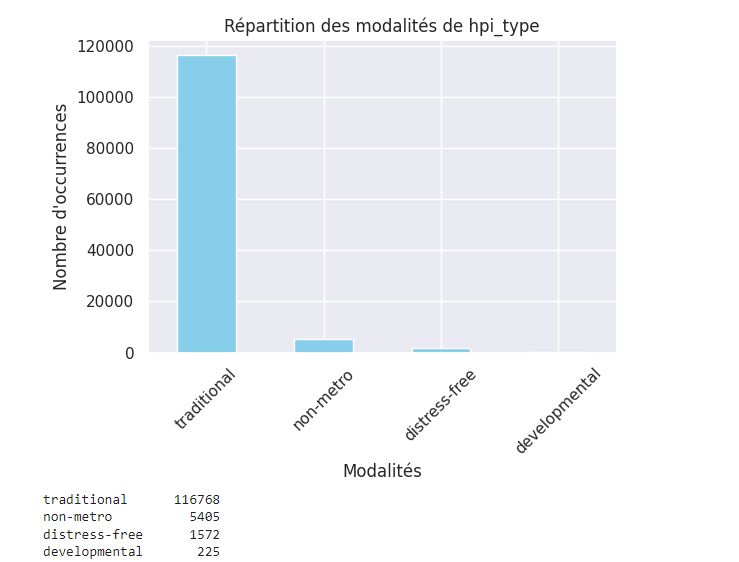 Répartition des modalités de hpi_type
120000
100000
80000
60000
40000
20000
0
Nombre d'occurrences
traditional
non-metro
distress-free
developmental
Modalités
traditional 116768
non-metro 5405
distress-free 1572
developmental 225